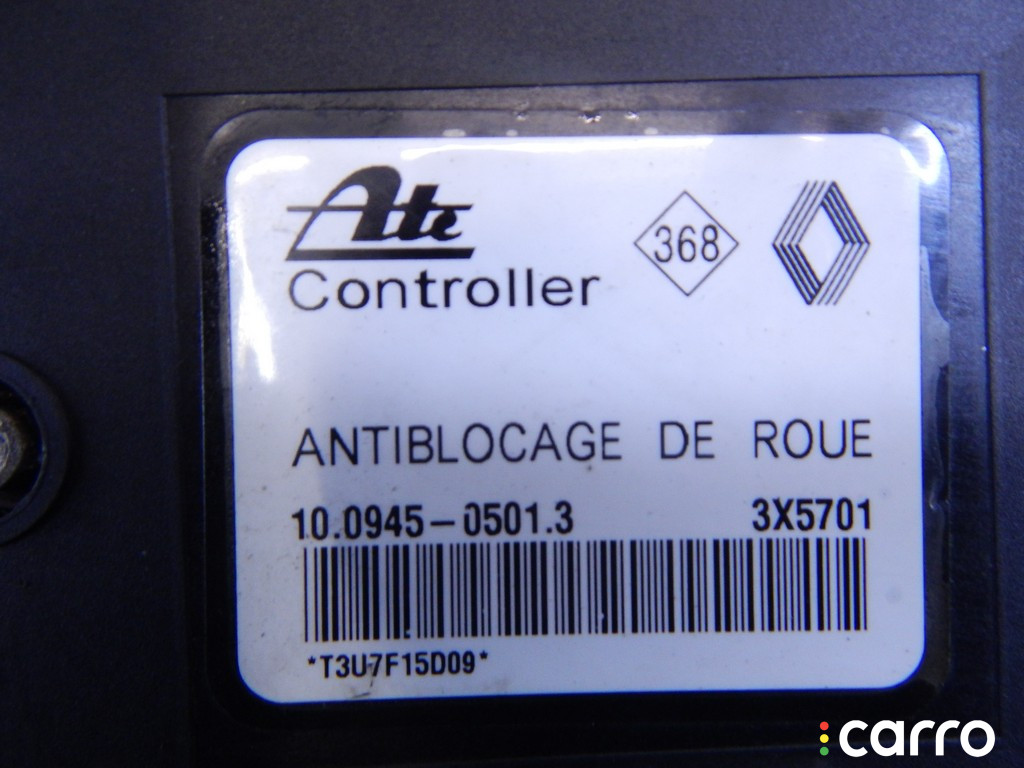 Ate
Controller
368
ANTIBLOCAGE DE ROUE
10.0945-0501.3 3X5701
*T3U7F15D09*
carro